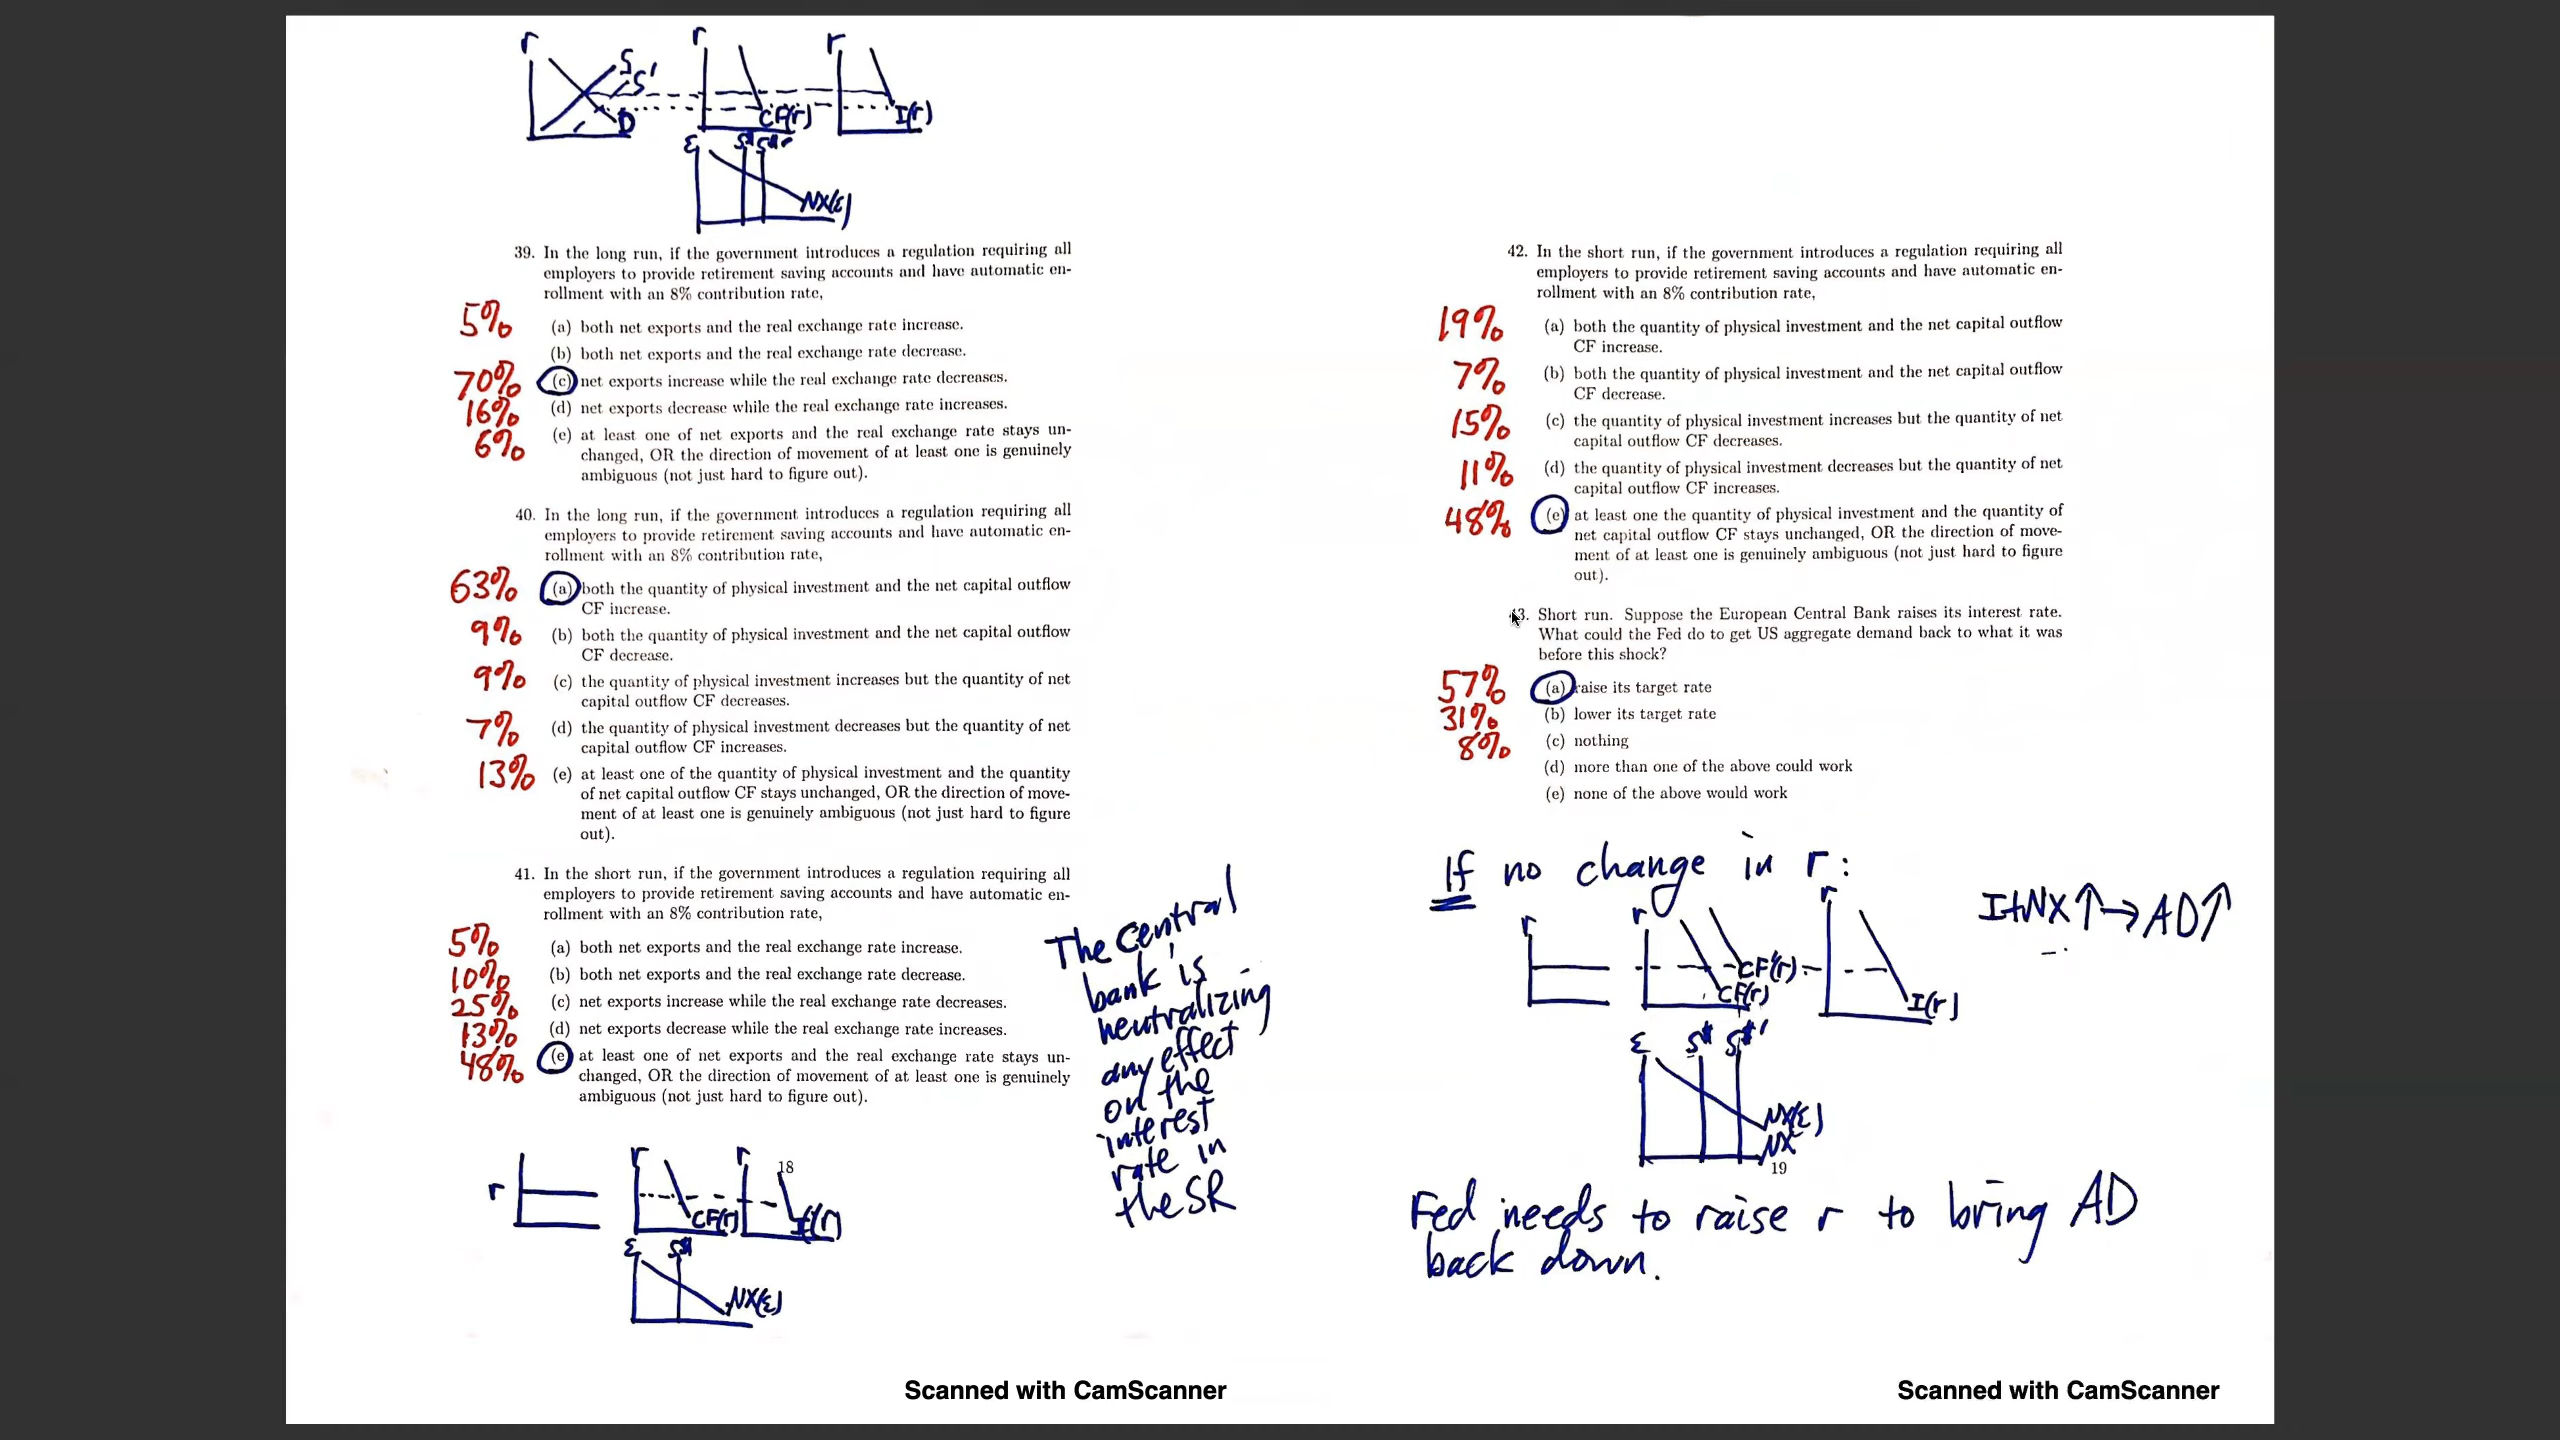 r
S
S'
D
r
CF(r)
r
I(r)
ε
S* S*'
NX(ε)
39. In the long run, if the government introduces a regulation requiring all
employers to provide retirement saving accounts and have automatic en-
rollment with an 8% contribution rate,
5% (a) both net exports and the real exchange rate increase.
(b) both net exports and the real exchange rate decrease.
70% (c) net exports increase while the real exchange rate decreases.
16% (d) net exports decrease while the real exchange rate increases.
6% (e) at least one of net exports and the real exchange rate stays un-
changed, OR the direction of movement of at least one is genuinely
ambiguous (not just hard to figure out).
40. In the long run, if the government introduces a regulation requiring all
employers to provide retirement saving accounts and have automatic en-
rollment with an 8% contribution rate,
63% (a) both the quantity of physical investment and the net capital outflow
CF increase.
9% (b) both the quantity of physical investment and the net capital outflow
CF decrease.
9% (c) the quantity of physical investment increases but the quantity of net
capital outflow CF decreases.
7% (d) the quantity of physical investment decreases but the quantity of net
capital outflow CF increases.
13% (e) at least one of the quantity of physical investment and the quantity
of net capital outflow CF stays unchanged, OR the direction of move-
ment of at least one is genuinely ambiguous (not just hard to figure
out).
41. In the short run, if the government introduces a regulation requiring all
employers to provide retirement saving accounts and have automatic en-
rollment with an 8% contribution rate,
5% (a) both net exports and the real exchange rate increase.
10% (b) both net exports and the real exchange rate decrease.
25% (c) net exports increase while the real exchange rate decreases.
13% (d) net exports decrease while the real exchange rate increases.
48% (e) at least one of net exports and the real exchange rate stays un-
changed, OR the direction of movement of at least one is genuinely
ambiguous (not just hard to figure out).
The central
bank is
neutralizing
any effect
on the
interest
rate in
the SR
r
r
CF(r)
r
I(r)
18
ε
S*
NX(ε)
Scanned with CamScanner
42. In the short run, if the government introduces a regulation requiring all
employers to provide retirement saving accounts and have automatic en-
rollment with an 8% contribution rate,
19% (a) both the quantity of physical investment and the net capital outflow
CF increase.
7% (b) both the quantity of physical investment and the net capital outflow
CF decrease.
15% (c) the quantity of physical investment increases but the quantity of net
capital outflow CF decreases.
11% (d) the quantity of physical investment decreases but the quantity of net
capital outflow CF increases.
48% (e) at least one the quantity of physical investment and the quantity of
net capital outflow CF stays unchanged, OR the direction of move-
ment of at least one is genuinely ambiguous (not just hard to figure
out).
43. Short run. Suppose the European Central Bank raises its interest rate.
What could the Fed do to get US aggregate demand back to what it was
before this shock?
57% (a) raise its target rate
31% (b) lower its target rate
8% (c) nothing
(d) more than one of the above could work
(e) none of the above would work
If no change in r:
r
r
CF'(r)
CF(r)
r
I(r)
I+NX↑→AD↑
ε
S* S*'
NX(ε)
NX
19
Fed needs to raise r to bring AD
back down.
Scanned with CamScanner